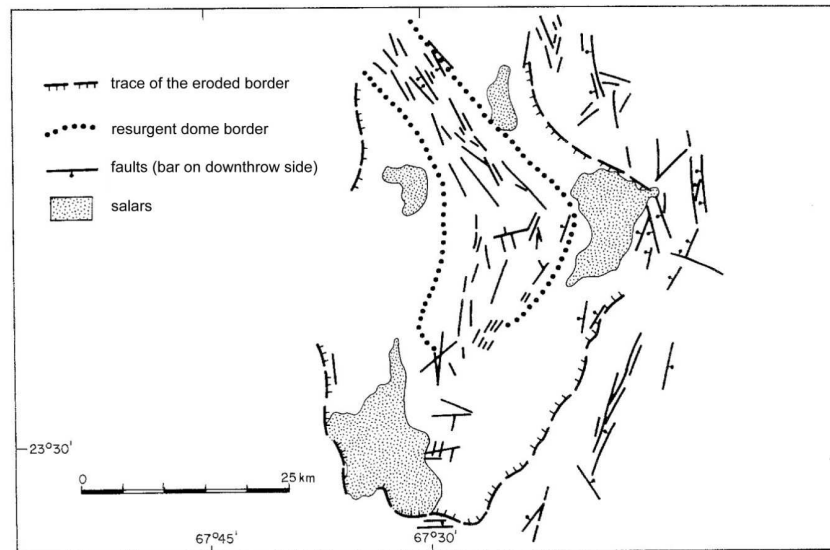 trace of the eroded border
resurgent dome border
faults (bar on downthrow side)
salars
23°30'
0 25 km
67°45' 67°30'